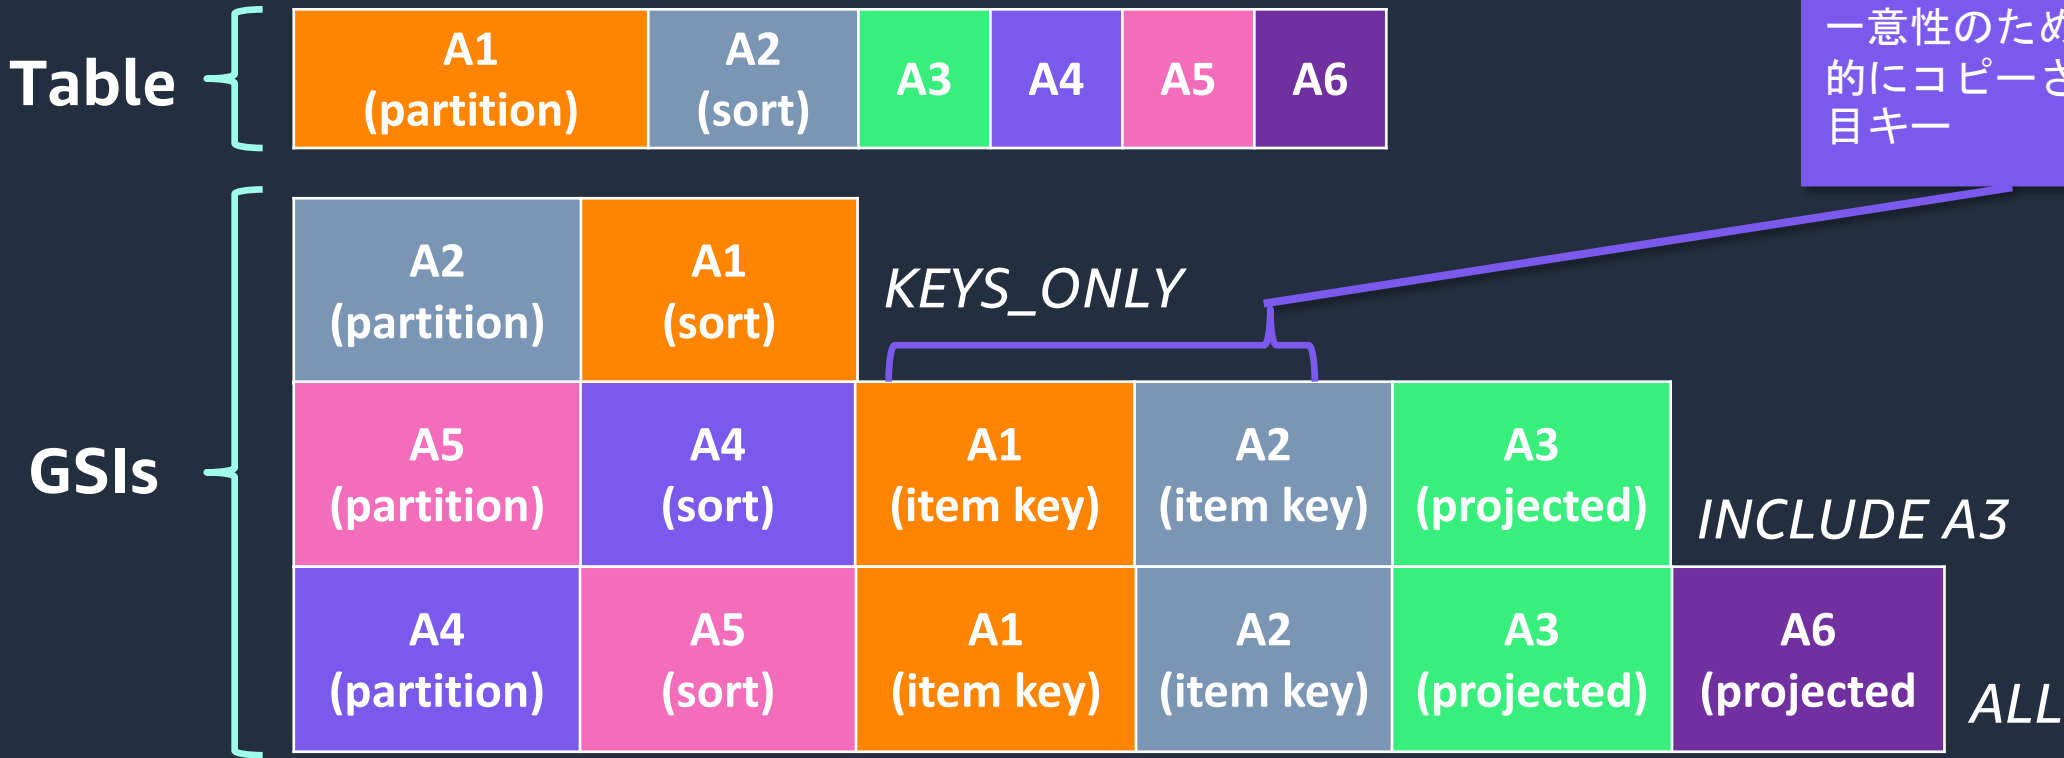 Table
A1
(partition)
A2
(sort)
A3
A4
A5
A6
一意性のため
的にコピーさ
目キー
GSIs
A2
(partition)
A1
(sort)
KEYS_ONLY
A5
(partition)
A4
(sort)
A1
(item key)
A2
(item key)
A3
(projected)
INCLUDE A3
A4
(partition)
A5
(sort)
A1
(item key)
A2
(item key)
A3
(projected)
A6
(projected
ALL